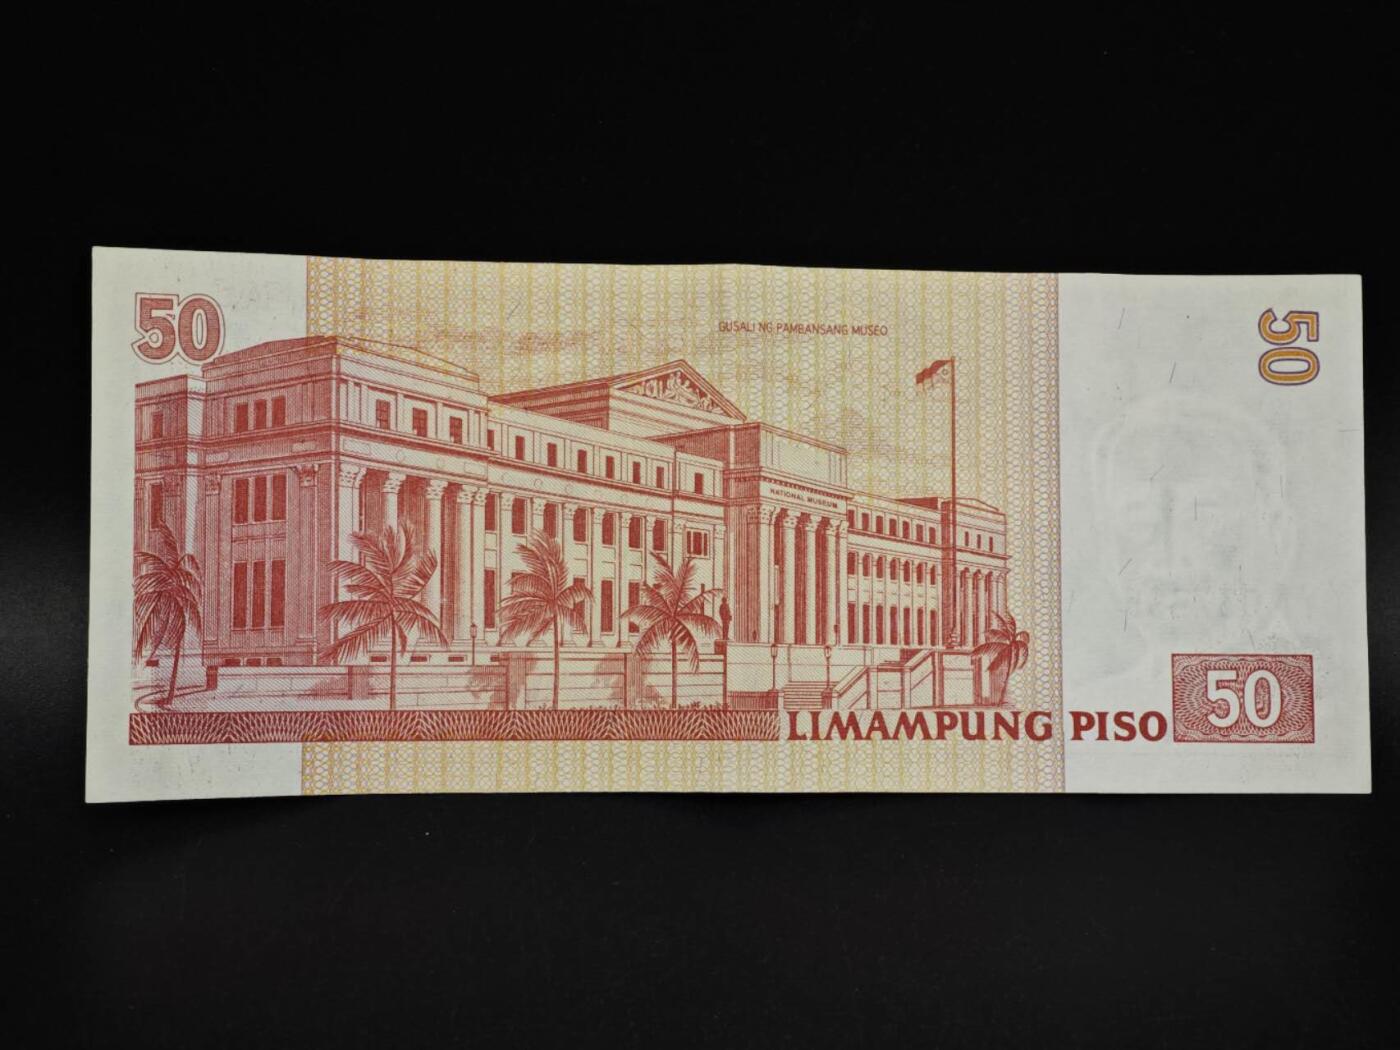 50
50
GUSALI NG PAMBANSANG MUSEO
NATIONAL MUSEUM
LIMAMPUNG PISO
50